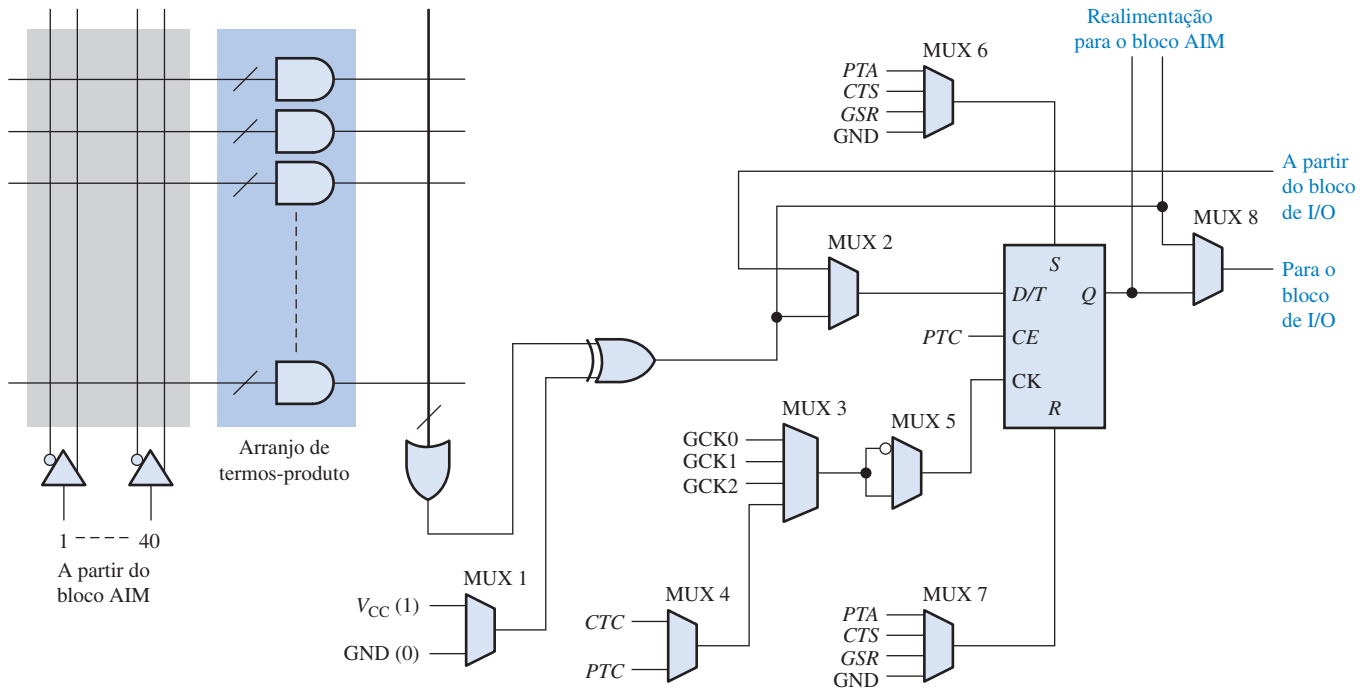 Realimentação
para o bloco AIM
MUX 6
PTA
CTS
GSR
GND
A partir
do bloco
de I/O
MUX 8
MUX 2
S
D/T
Q
Para o
bloco
de I/O
PTC
CE
CK
R
MUX 3
MUX 5
GCK0
GCK1
GCK2
Arranjo de
termos-produto
1
40
A partir do
bloco AIM
MUX 1
VCC (1)
GND (0)
MUX 4
CTC
PTC
MUX 7
PTA
CTS
GSR
GND